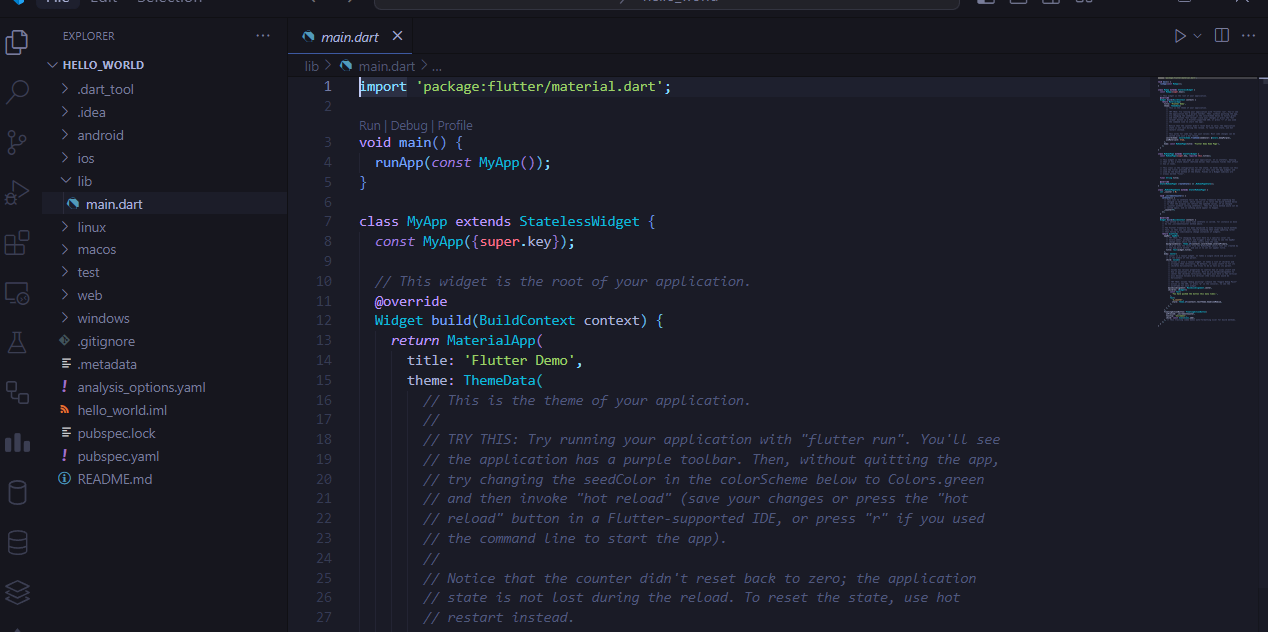 File Edit Selection
hello_world
EXPLORER
HELLO_WORLD
.dart_tool
.idea
android
ios
lib
main.dart
linux
macos
test
web
windows
.gitignore
.metadata
analysis_options.yaml
hello_world.iml
pubspec.lock
pubspec.yaml
README.md
main.dart
lib > main.dart > ...
1 import 'package:flutter/material.dart';
2
Run | Debug | Profile
3 void main() {
4 runApp(const MyApp());
5 }
6
7 class MyApp extends StatelessWidget {
8 const MyApp({super.key});
9
10 // This widget is the root of your application.
11 @override
12 Widget build(BuildContext context) {
13 return MaterialApp(
14 title: 'Flutter Demo',
15 theme: ThemeData(
16 // This is the theme of your application.
17 //
18 // TRY THIS: Try running your application with "flutter run". You'll see
19 // the application has a purple toolbar. Then, without quitting the app,
20 // try changing the seedColor in the colorScheme below to Colors.green
21 // and then invoke "hot reload" (save your changes or press the "hot
22 // reload" button in a Flutter-supported IDE, or press "r" if you used
23 // the command line to start the app).
24 //
25 // Notice that the counter didn't reset back to zero; the application
26 // state is not lost during the reload. To reset the state, use hot
27 // restart instead.